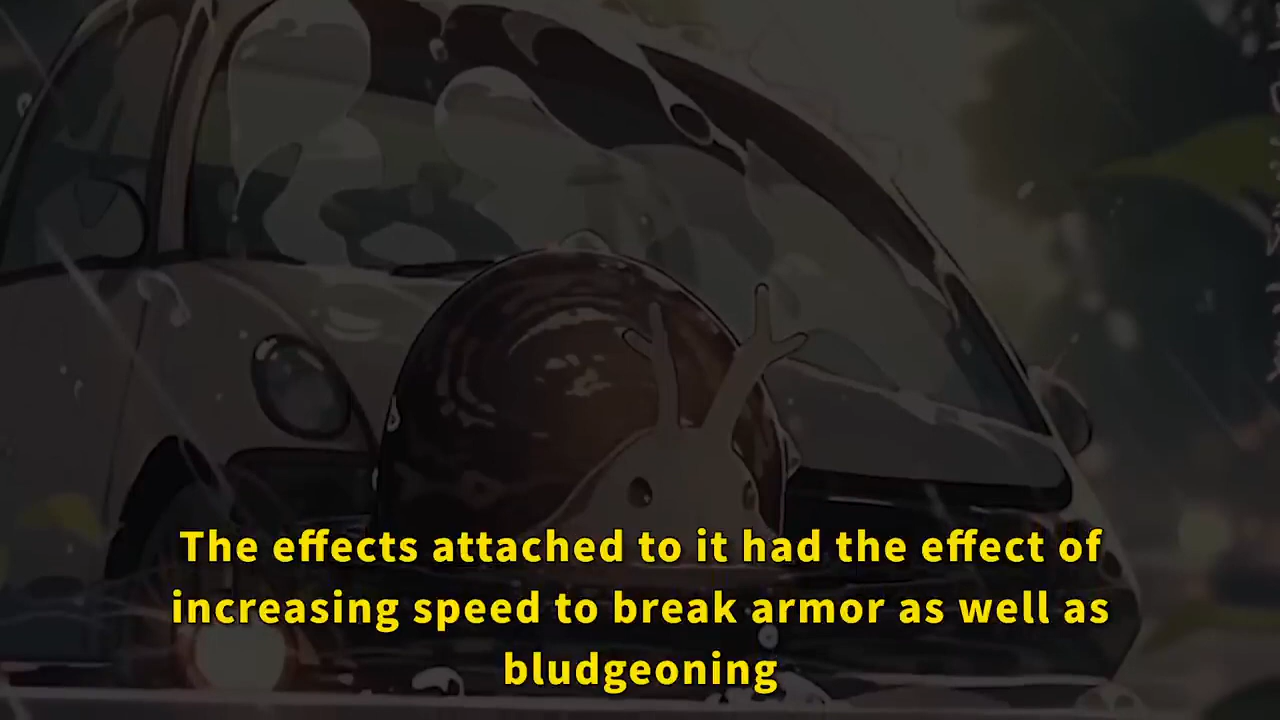 The effects attached to it had the effect of
increasing speed to break armor as well as
bludgeoning